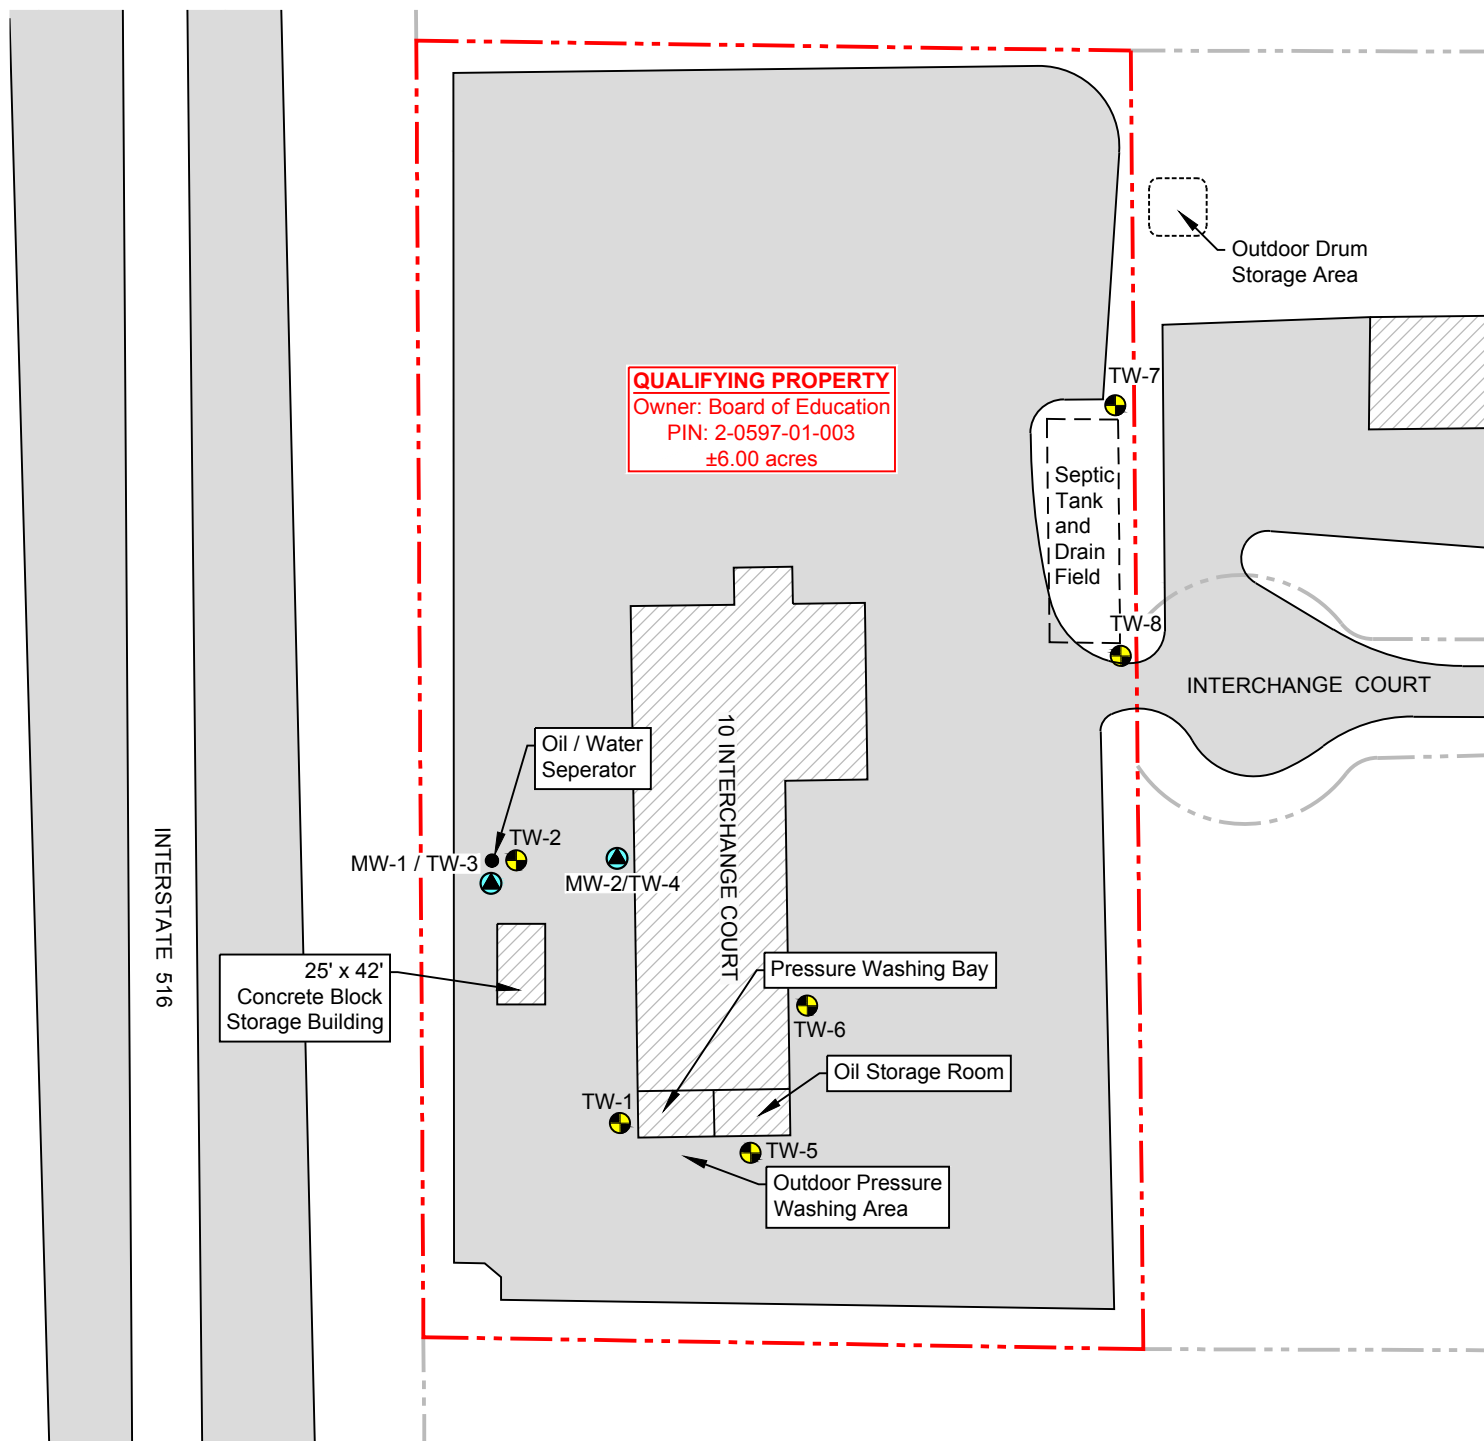 Outdoor Drum
Storage Area
QUALIFYING PROPERTY
Owner: Board of Education
PIN: 2-0597-01-003
±6.00 acres
TW-7
Septic
Tank
and
Drain
Field
TW-8
INTERCHANGE COURT
10 INTERCHANGE COURT
Oil / Water
Seperator
TW-2
MW-1 / TW-3
MW-2/TW-4
INTERSTATE 516
25' x 42'
Concrete Block
Storage Building
Pressure Washing Bay
TW-6
Oil Storage Room
TW-1
TW-5
Outdoor Pressure
Washing Area